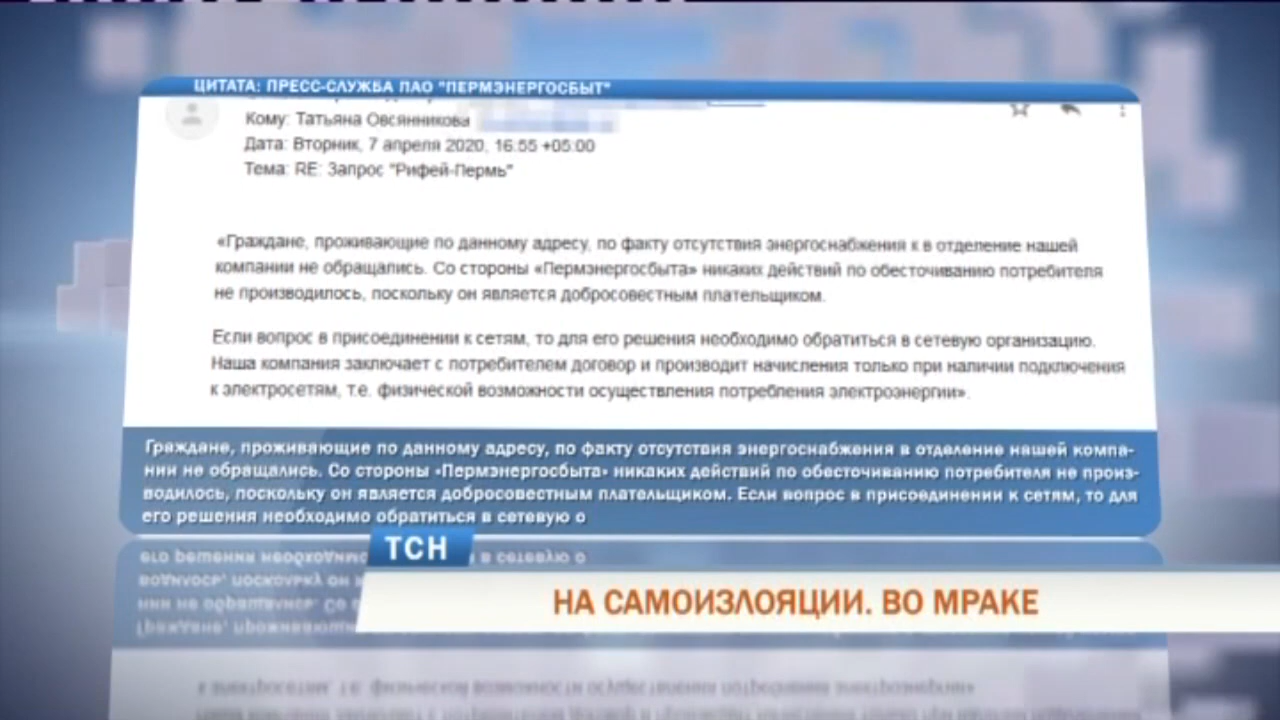 ЦИТАТА: ПРЕСС-СЛУЖБА ПАО "ПЕРМЭНЕРГОСБЫТ"
Кому: Татьяна Овсянникова
Дата: Вторник, 7 апреля 2020, 16:55 +05:00
Тема: RE: Запрос "Рифей-Пермь"
«Граждане, проживающие по данному адресу, по факту отсутствия энергоснабжения к в отделение нашей
компании не обращались. Со стороны «Пермэнергосбыта» никаких действий по обесточиванию потребителя
не производилось, поскольку он является добросовестным плательщиком.
Если вопрос в присоединении к сетям, то для его решения необходимо обратиться в сетевую организацию.
Наша компания заключает с потребителем договор и производит начисления только при наличии подключения
к электросетям, т.е. физической возможности осуществления потребления электроэнергии».
Граждане, проживающие по данному адресу, по факту отсутствия энергоснабжения в отделение нашей компа-
нии не обращались. Со стороны «Пермэнергосбыта» никаких действий по обесточиванию потребителя не произ-
водилось, поскольку он является добросовестным плательщиком. Если вопрос в присоединении к сетям, то для
его решения необходимо обратиться в сетевую о
ТСН
НА САМОИЗЛОЯЦИИ. ВО МРАКЕ